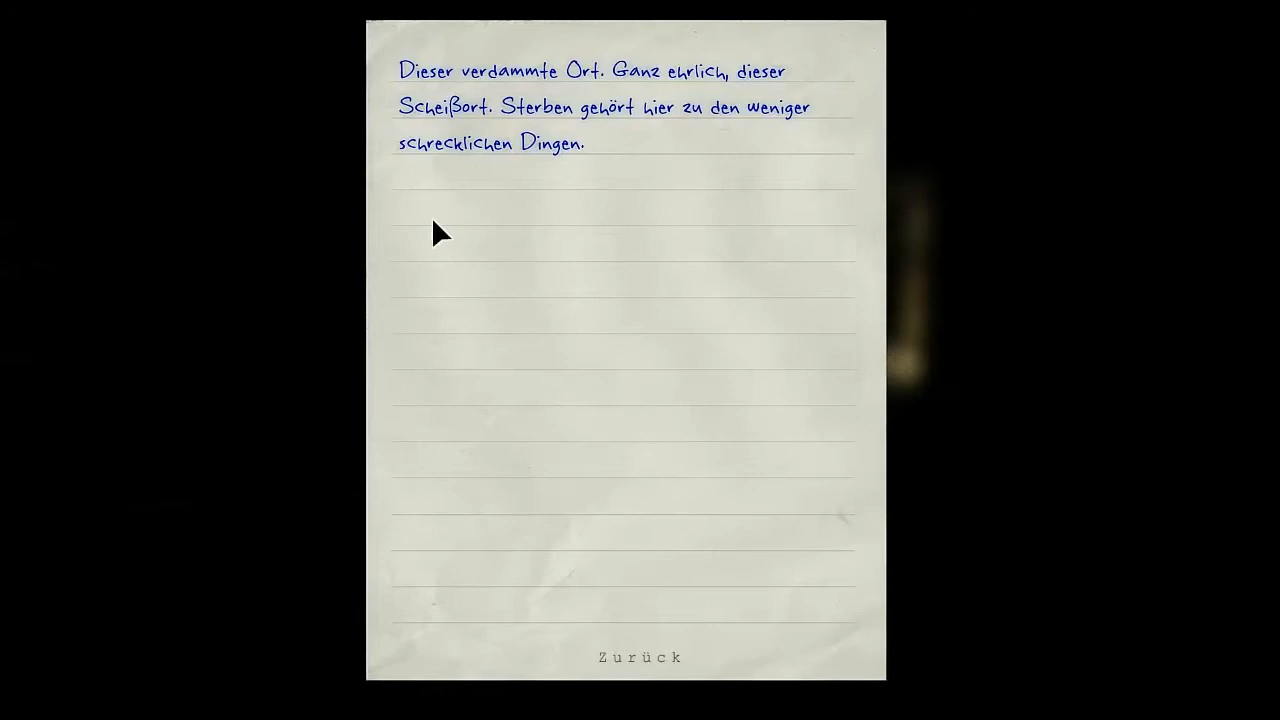 Dieser verdammte Ort. Ganz ehrlich, dieser
Scheißort. Sterben gehört hier zu den weniger
schrecklichen Dingen.
Zurück